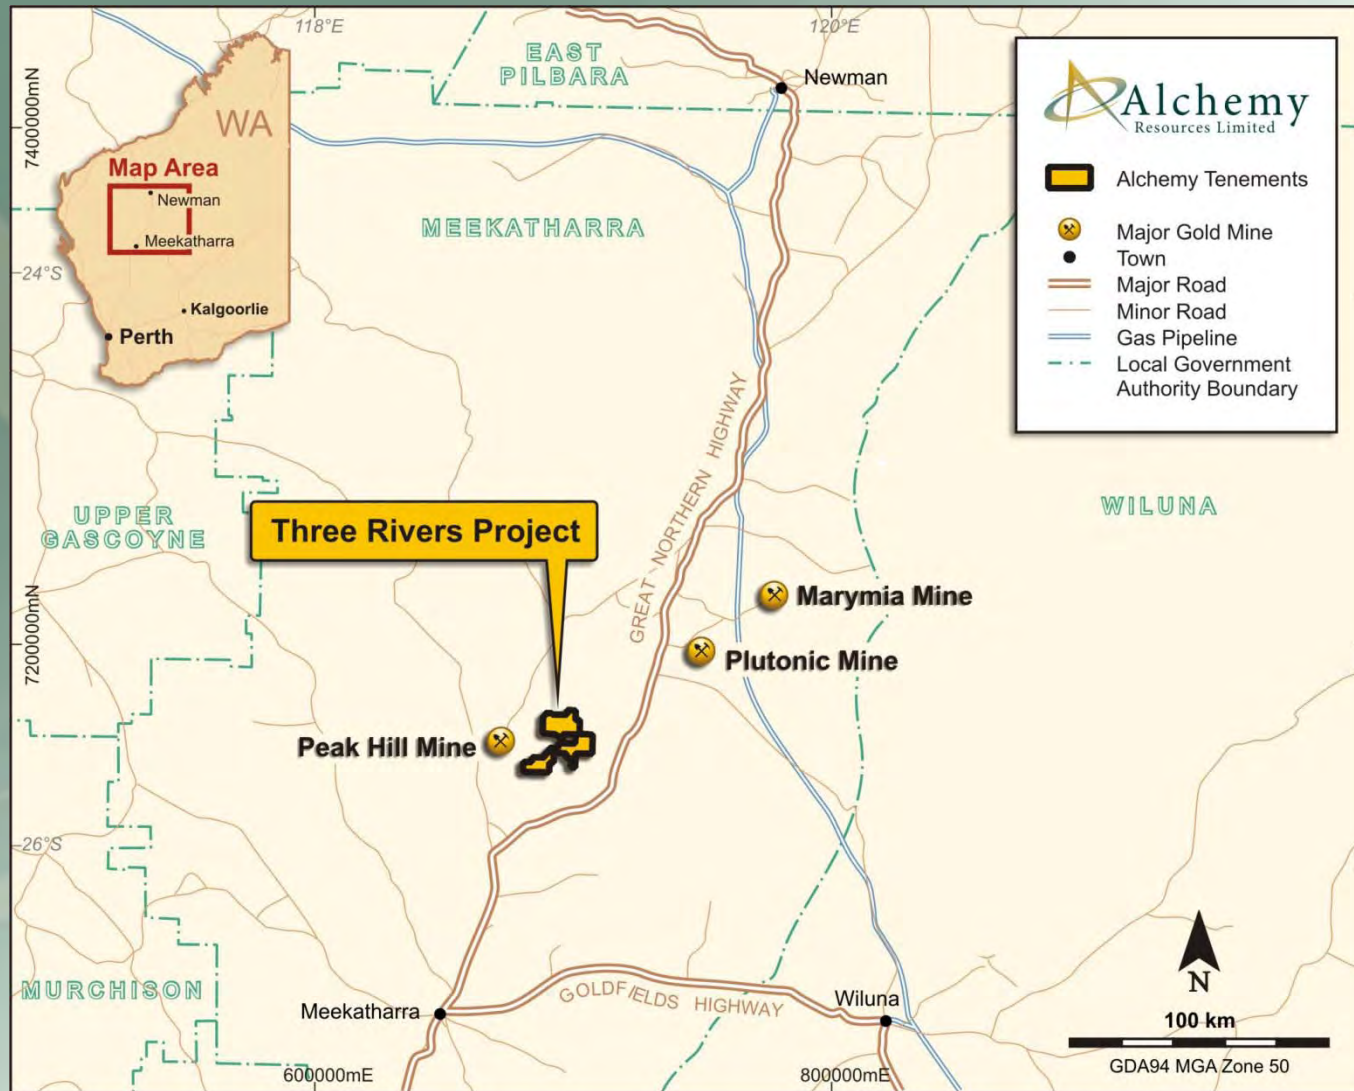 118°E
120°E
7400000mN
24°S
7200000mN
26°S
600000mE
800000mE
WA
Map Area
Newman
Meekatharra
Kalgoorlie
Perth
EAST
PILBARA
Newman
MEEKATHARRA
Alchemy
Resources Limited
Alchemy Tenements
Major Gold Mine
Town
Major Road
Minor Road
Gas Pipeline
Local Government
Authority Boundary
UPPER
GASCOYNE
WILUNA
Three Rivers Project
GREAT NORTHERN HIGHWAY
Marymia Mine
Plutonic Mine
Peak Hill Mine
MURCHISON
Meekatharra
GOLDFIELDS HIGHWAY
Wiluna
N
100 km
GDA94 MGA Zone 50